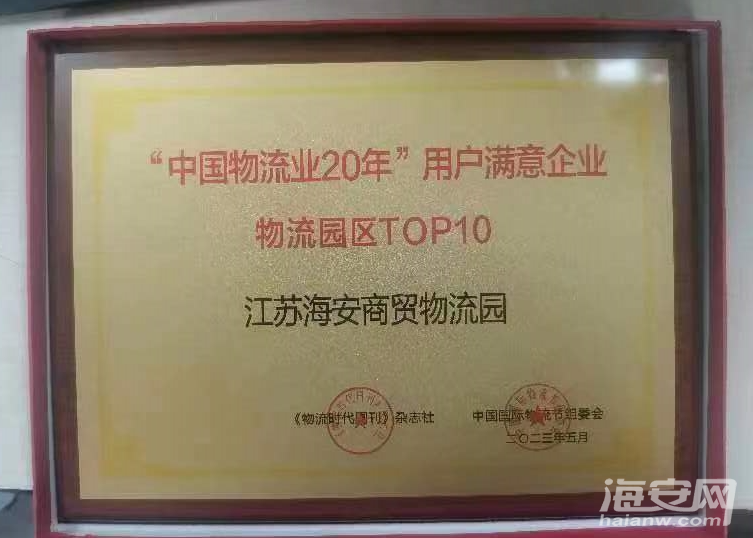 “中国物流业20年”用户满意企业
物流园区TOP10
江苏海安商贸物流园
《物流时代周刊》杂志社
中国国际物流节组委会
二〇二三年五月
海安网
haianw.com